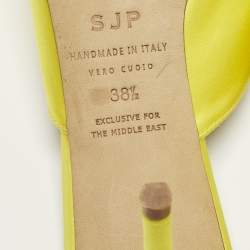 SJP
HANDMADE IN ITALY
VERO CUOIO
38½
EXCLUSIVE FOR
THE MIDDLE EAST